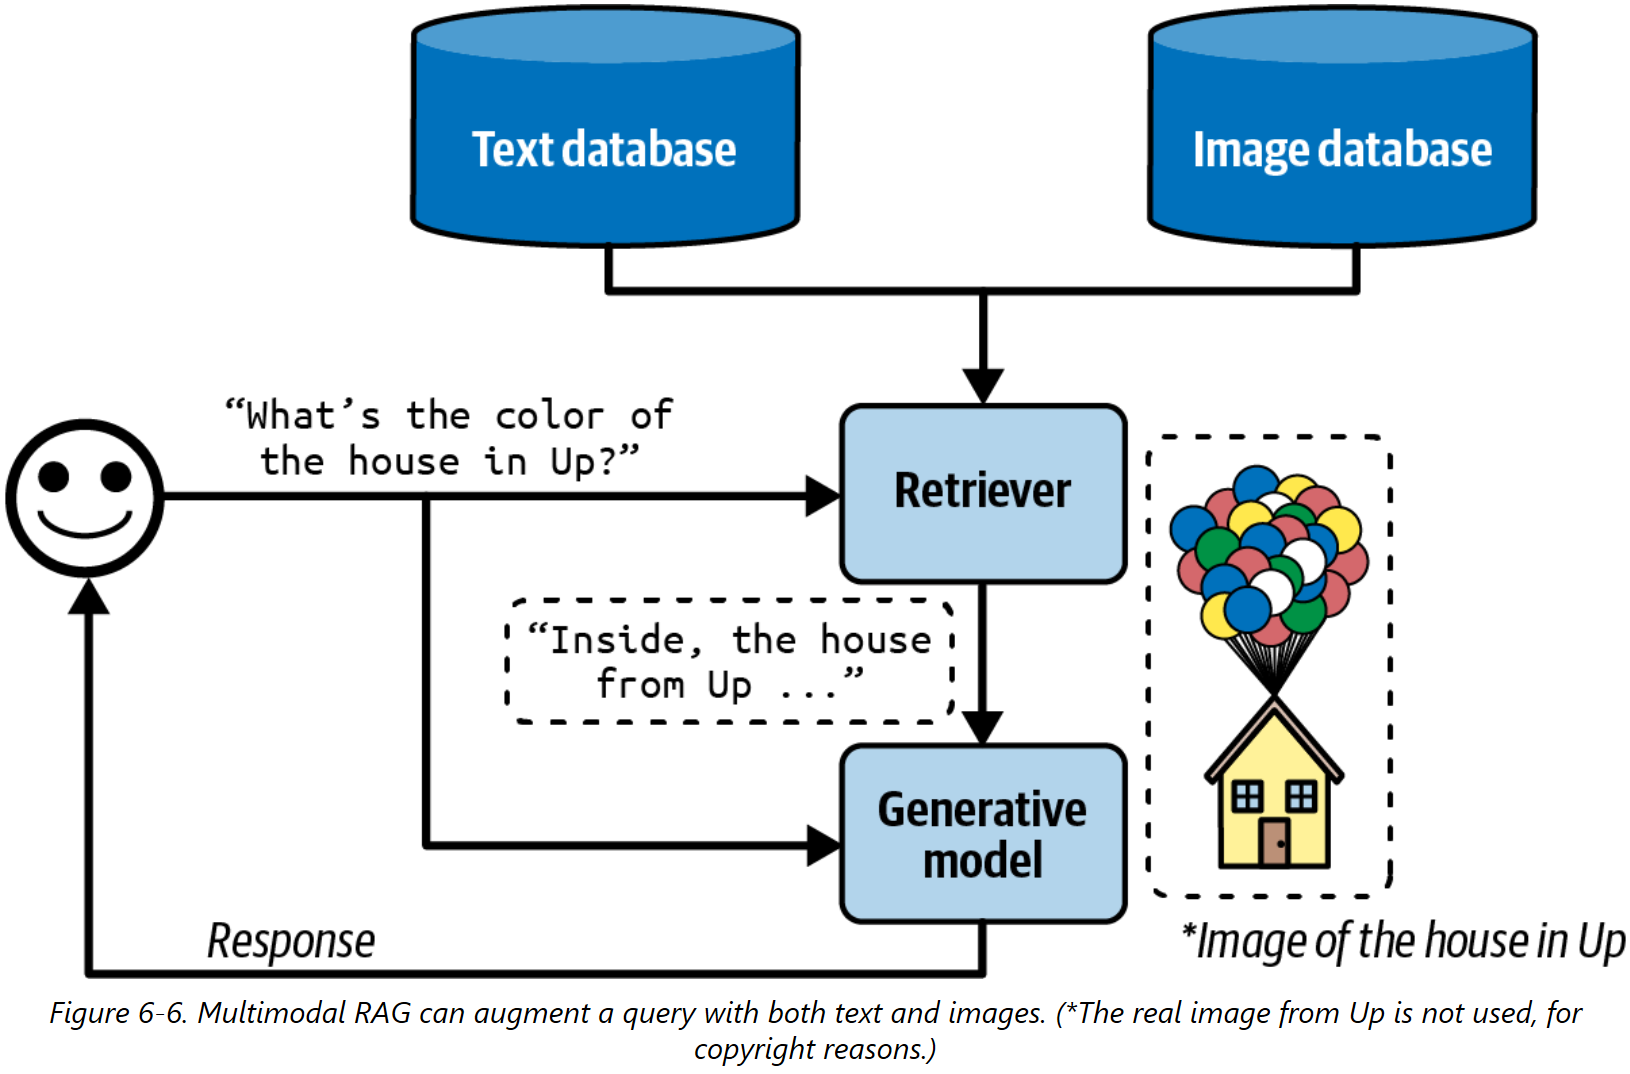 Text database
Image database
“What’s the color of
the house in Up?”
Retriever
“Inside, the house
from Up ...”
Generative
model
Response
*Image of the house in Up
Figure 6-6. Multimodal RAG can augment a query with both text and images. (*The real image from Up is not used, for
copyright reasons.)